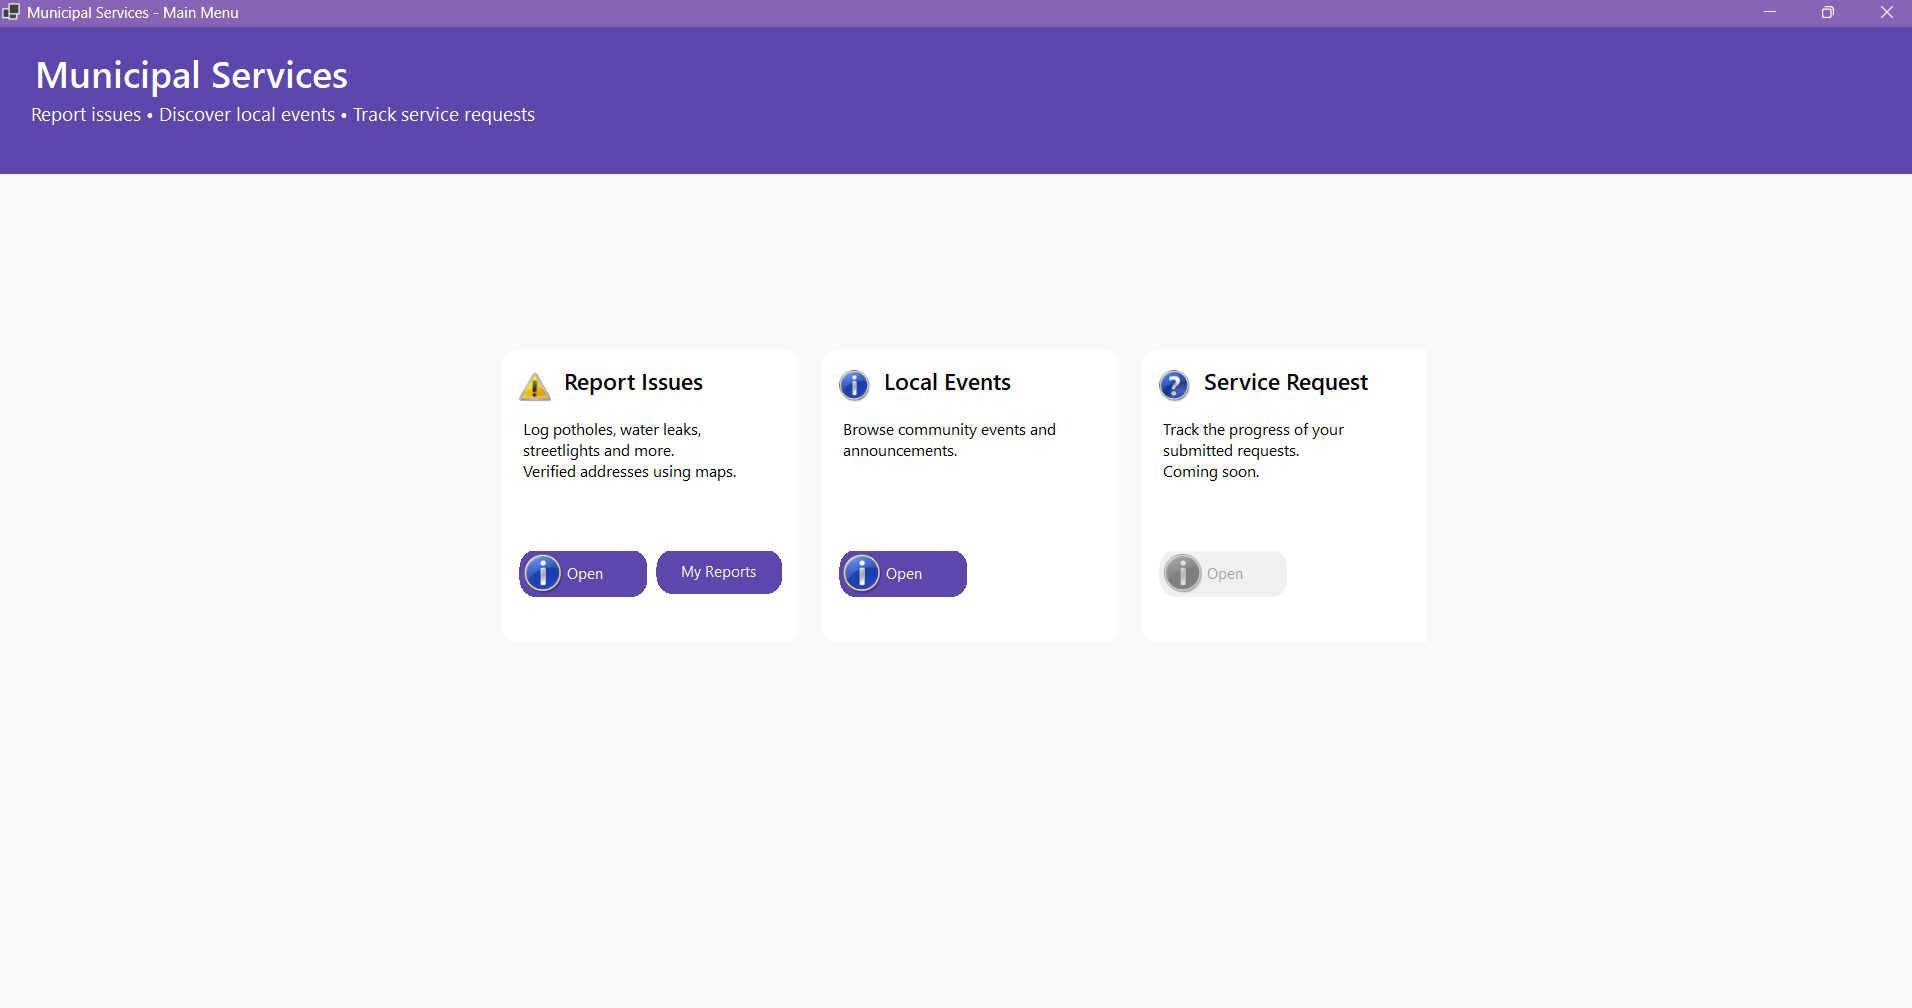 Municipal Services - Main Menu
Municipal Services
Report issues • Discover local events • Track service requests
Report Issues
Log potholes, water leaks,
streetlights and more.
Verified addresses using maps.
Open
My Reports
Local Events
Browse community events and
announcements.
Open
Service Request
Track the progress of your
submitted requests.
Coming soon.
Open